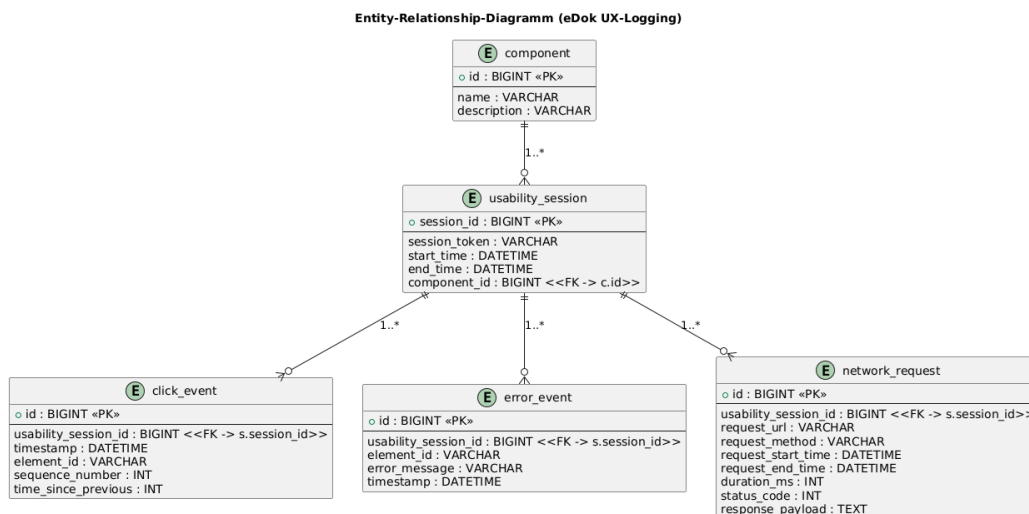 Entity-Relationship-Diagramm (eDok UX-Logging)
E component
id : BIGINT «PK»
name : VARCHAR
description : VARCHAR
1..*
E usability_session
session_id : BIGINT «PK»
session_token : VARCHAR
start_time : DATETIME
end_time : DATETIME
component_id : BIGINT <<FK -> c.id>>
1..*
1..*
1..*
E click_event
id : BIGINT «PK»
usability_session_id : BIGINT <<FK -> s.session_id>>
timestamp : DATETIME
element_id : VARCHAR
sequence_number : INT
time_since_previous : INT
E error_event
id : BIGINT «PK»
usability_session_id : BIGINT <<FK -> s.session_id>>
element_id : VARCHAR
error_message : VARCHAR
timestamp : DATETIME
E network_request
id : BIGINT «PK»
usability_session_id : BIGINT <<FK -> s.session_id>>
request_url : VARCHAR
request_method : VARCHAR
request_start_time : DATETIME
request_end_time : DATETIME
duration_ms : INT
status_code : INT
response_payload : TEXT